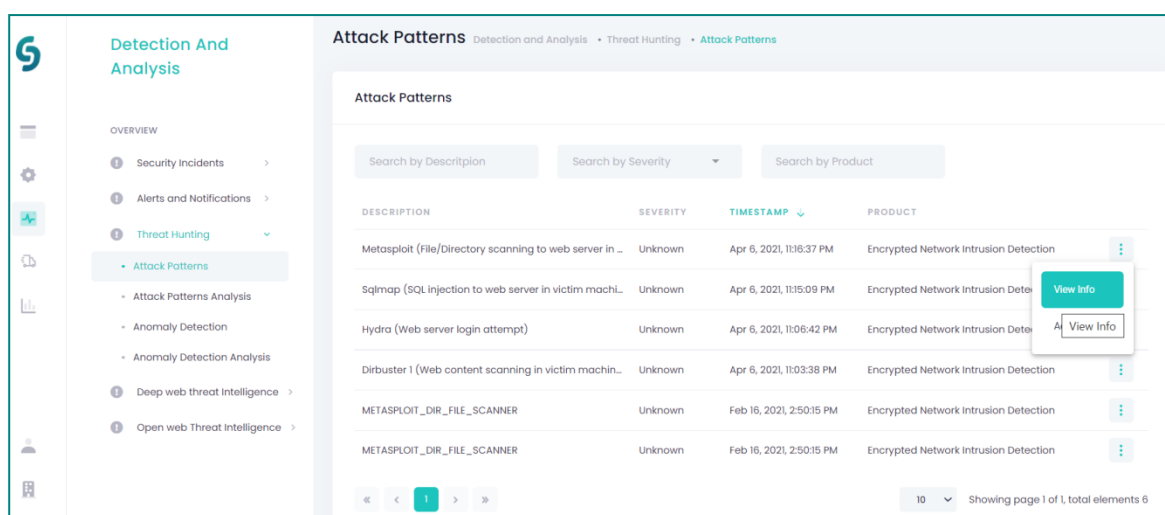 Detection And
Analysis
OVERVIEW
Security Incidents
Alerts and Notifications
Threat Hunting
Attack Patterns
Attack Patterns Analysis
Anomaly Detection
Anomaly Detection Analysis
Deep web threat Intelligence
Open web Threat Intelligence
Attack Patterns Detection and Analysis • Threat Hunting • Attack Patterns
Attack Patterns
Search by Descritpion Search by Severity Search by Product
DESCRIPTION SEVERITY TIMESTAMP PRODUCT
Metasploit (File/Directory scanning to web server in ... Unknown Apr 6, 2021, 11:16:37 PM Encrypted Network Intrusion Detection
Sqlmap (SQL injection to web server in victim machi... Unknown Apr 6, 2021, 11:15:09 PM Encrypted Network Intrusion Dete
View Info
Hydra (Web server login attempt) Unknown Apr 6, 2021, 11:06:42 PM Encrypted Network Intrusion Dete
View Info
Dirbuster 1 (Web content scanning in victim machin... Unknown Apr 6, 2021, 11:03:38 PM Encrypted Network Intrusion Detection
METASPLOIT_DIR_FILE_SCANNER Unknown Feb 16, 2021, 2:50:15 PM Encrypted Network Intrusion Detection
METASPLOIT_DIR_FILE_SCANNER Unknown Feb 16, 2021, 2:50:15 PM Encrypted Network Intrusion Detection
« < 1 > » 10 Showing page 1 of 1, total elements 6